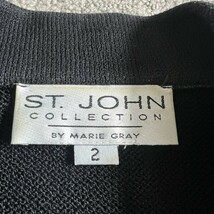 ST. JOHN
COLLECTION
BY MARIE GRAY
2